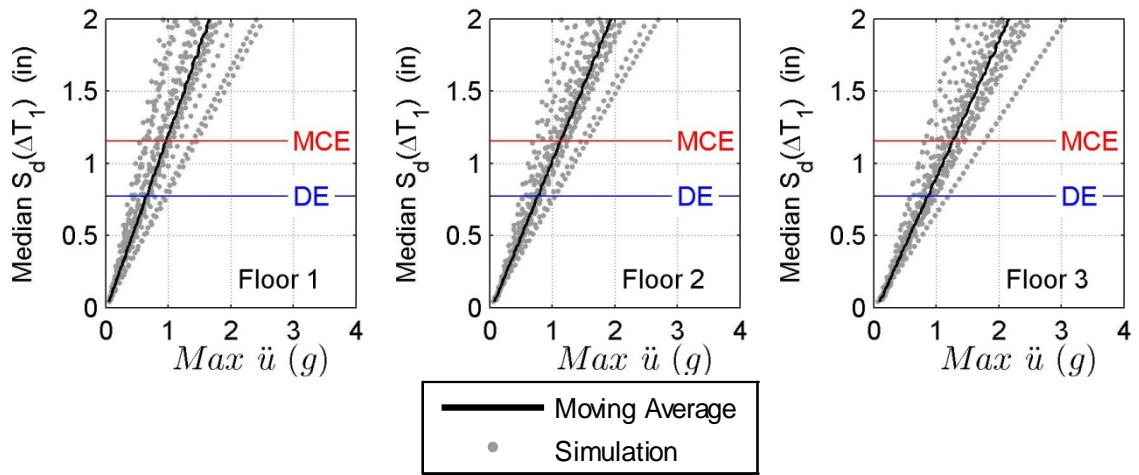 Median S_d(ΔT_1) (in)
2
1.5
1
0.5
0
MCE
DE
Floor 1
0 1 2 3 4
Max ü (g)
Median S_d(ΔT_1) (in)
2
1.5
1
0.5
0
MCE
DE
Floor 2
0 1 2 3 4
Max ü (g)
Median S_d(ΔT_1) (in)
2
1.5
1
0.5
0
MCE
DE
Floor 3
0 1 2 3 4
Max ü (g)
Moving Average
Simulation